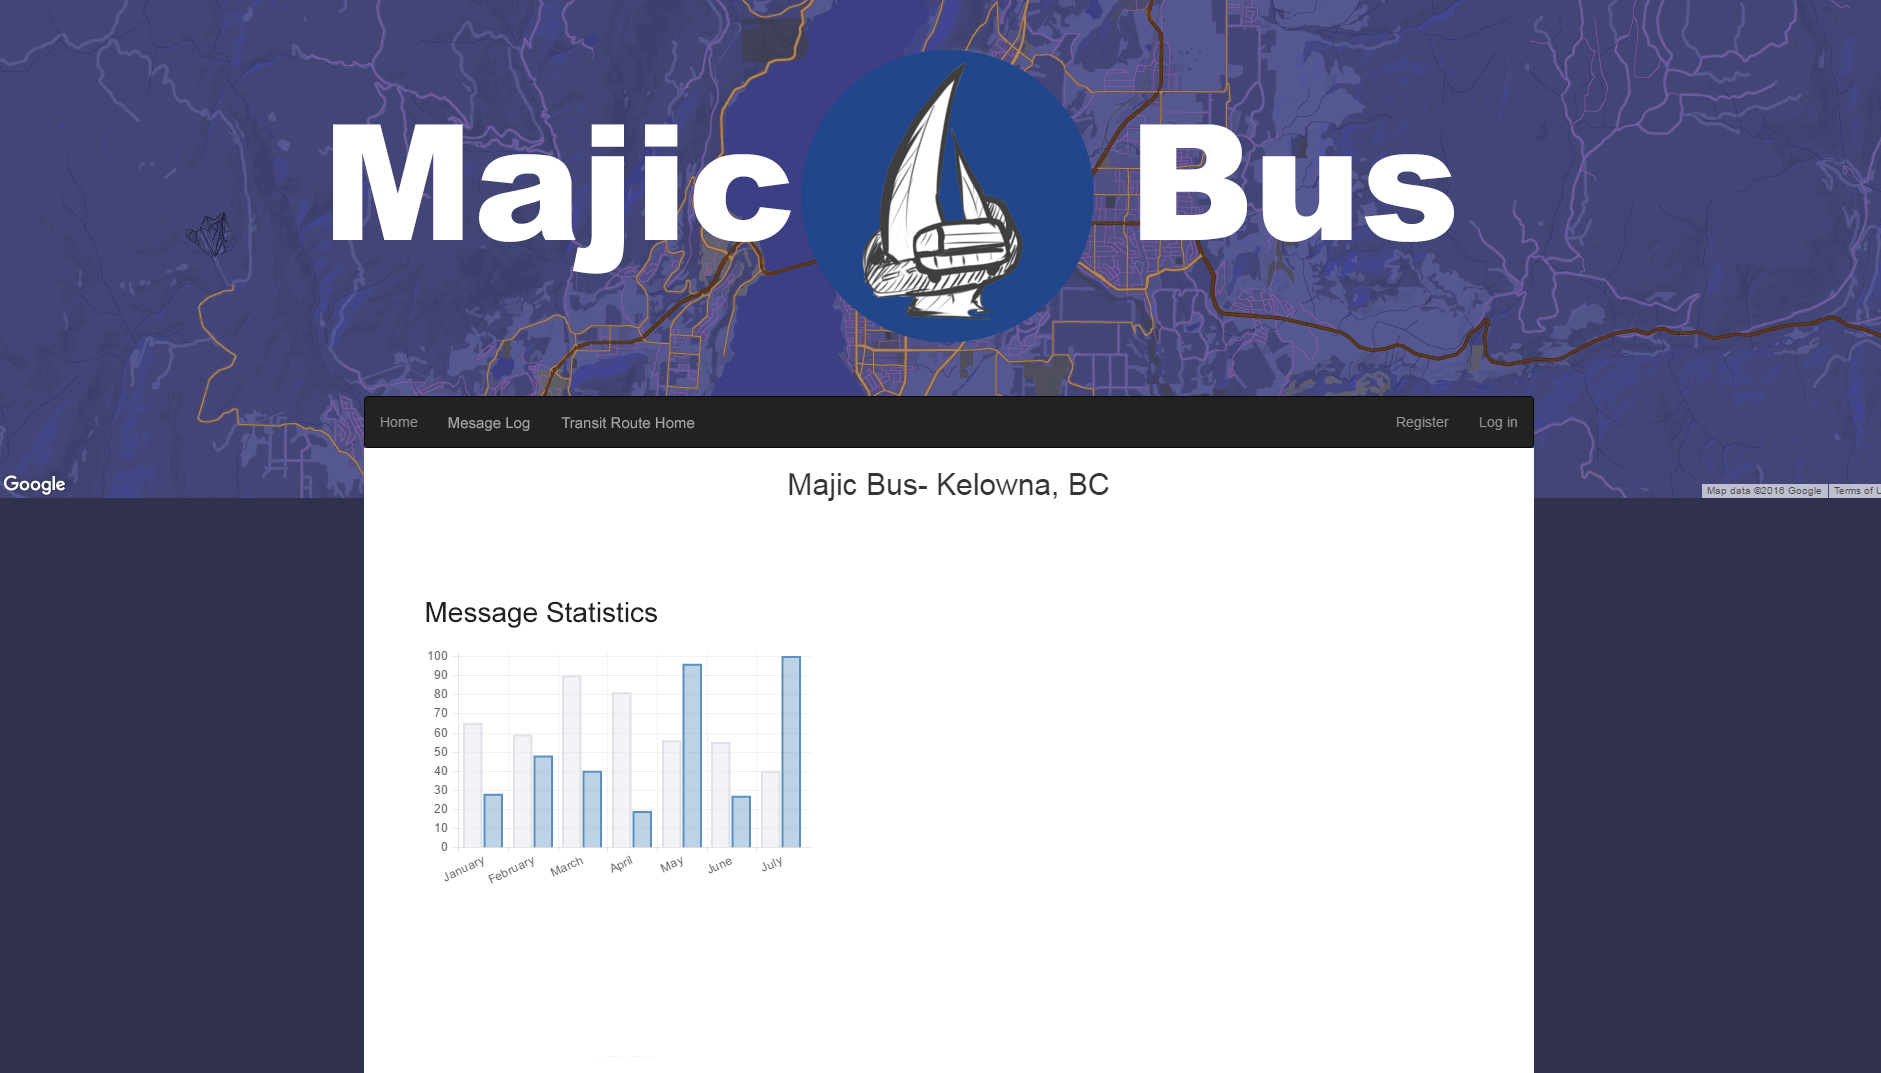 Majic Bus
Home Mesage Log Transit Route Home Register Log in
Google
Majic Bus- Kelowna, BC
Map data ©2016 Google Terms of U
Message Statistics
100
90
80
70
60
50
40
30
20
10
0
January February March April May June July